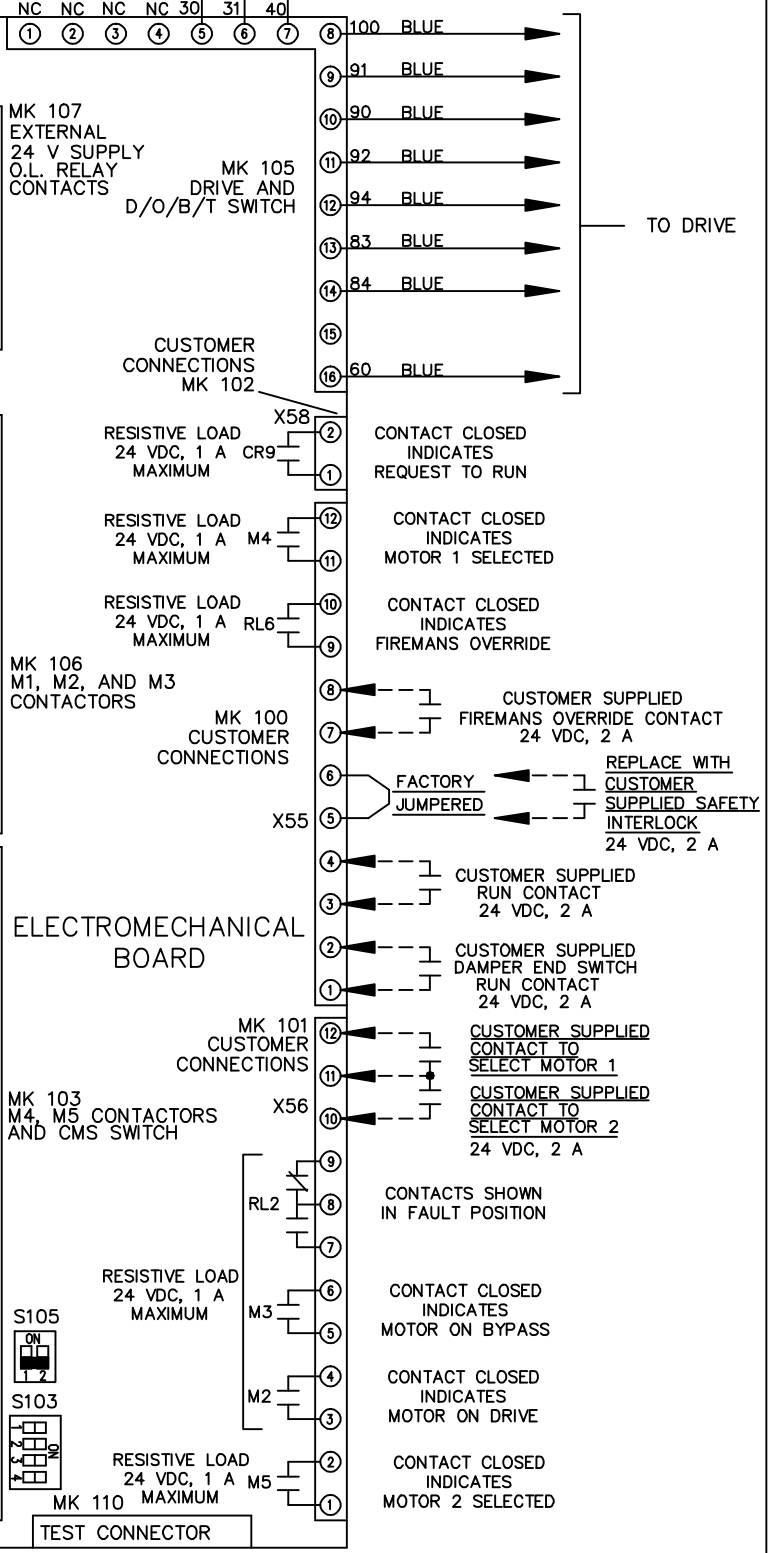 NC NC NC NC 30 31 40
1 2 3 4 5 6 7 8 100 BLUE
9 91 BLUE
10 90 BLUE
11 92 BLUE
12 94 BLUE
13 83 BLUE
14 84 BLUE
15
16 60 BLUE
TO DRIVE
MK 107
EXTERNAL
24 V SUPPLY
O.L. RELAY
CONTACTS
MK 105
DRIVE AND
D/O/B/T SWITCH
CUSTOMER
CONNECTIONS
MK 102
X58
RESISTIVE LOAD
24 VDC, 1 A
MAXIMUM
CR9
2
1
CONTACT CLOSED
INDICATES
REQUEST TO RUN
RESISTIVE LOAD
24 VDC, 1 A
MAXIMUM
M4
12
11
CONTACT CLOSED
INDICATES
MOTOR 1 SELECTED
RESISTIVE LOAD
24 VDC, 1 A
MAXIMUM
RL6
10
9
CONTACT CLOSED
INDICATES
FIREMANS OVERRIDE
MK 106
M1, M2, AND M3
CONTACTORS
MK 100
CUSTOMER
CONNECTIONS
8
7
CUSTOMER SUPPLIED
FIREMANS OVERRIDE CONTACT
24 VDC, 2 A
X55
6
5
FACTORY
JUMPERED
REPLACE WITH
CUSTOMER
SUPPLIED SAFETY
INTERLOCK
24 VDC, 2 A
4
3
CUSTOMER SUPPLIED
RUN CONTACT
24 VDC, 2 A
ELECTROMECHANICAL
BOARD
2
1
CUSTOMER SUPPLIED
DAMPER END SWITCH
RUN CONTACT
24 VDC, 2 A
MK 101
CUSTOMER
CONNECTIONS
X56
12
11
10
CUSTOMER SUPPLIED
CONTACT TO
SELECT MOTOR 1
CUSTOMER SUPPLIED
CONTACT TO
SELECT MOTOR 2
24 VDC, 2 A
MK 103
M4, M5 CONTACTORS
AND CMS SWITCH
RL2
9
8
7
CONTACTS SHOWN
IN FAULT POSITION
RESISTIVE LOAD
24 VDC, 1 A
MAXIMUM
M3
6
5
CONTACT CLOSED
INDICATES
MOTOR ON BYPASS
M2
4
3
CONTACT CLOSED
INDICATES
MOTOR ON DRIVE
S105
ON
1 2
S103
1
2
3
4
ON
RESISTIVE LOAD
24 VDC, 1 A
MAXIMUM
M5
2
1
CONTACT CLOSED
INDICATES
MOTOR 2 SELECTED
MK 110
TEST CONNECTOR